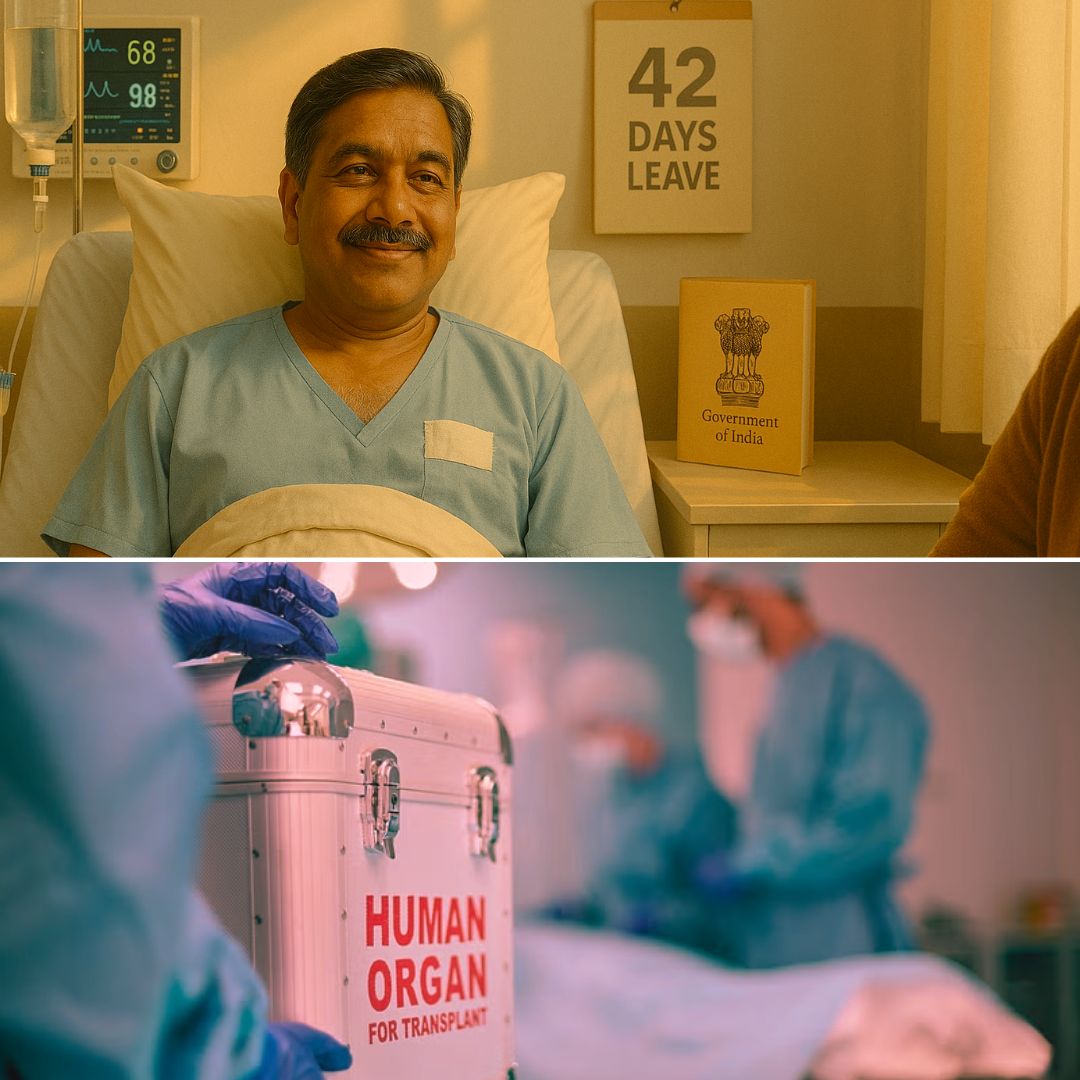 68
98
42
DAYS
LEAVE
Government
of India
HUMAN
ORGAN
FOR TRANSPLANT